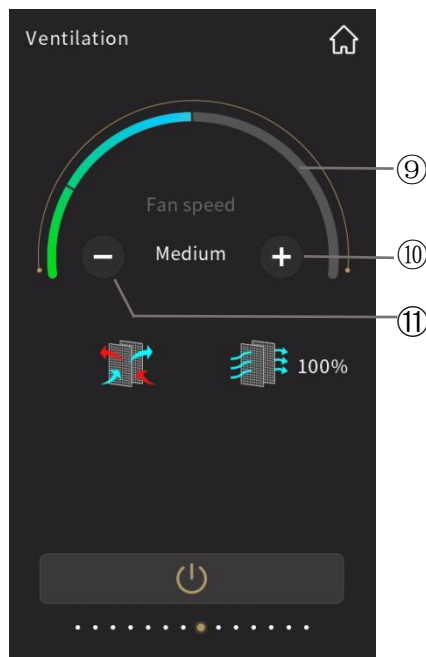 Ventilation
⑨
Fan speed
Medium
⑩
⑪
100%